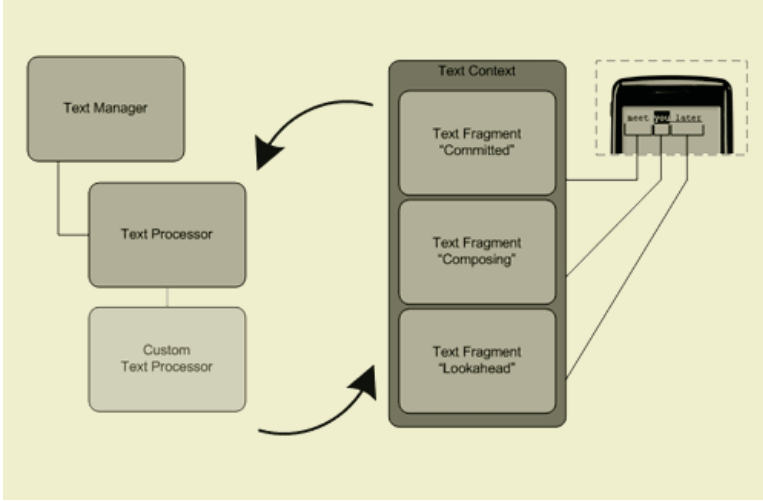 Text Manager
Text Processor
Custom
Text Processor
Text Context
Text Fragment
“Committed”
Text Fragment
“Composing”
Text Fragment
“Lookahead”
meet you later